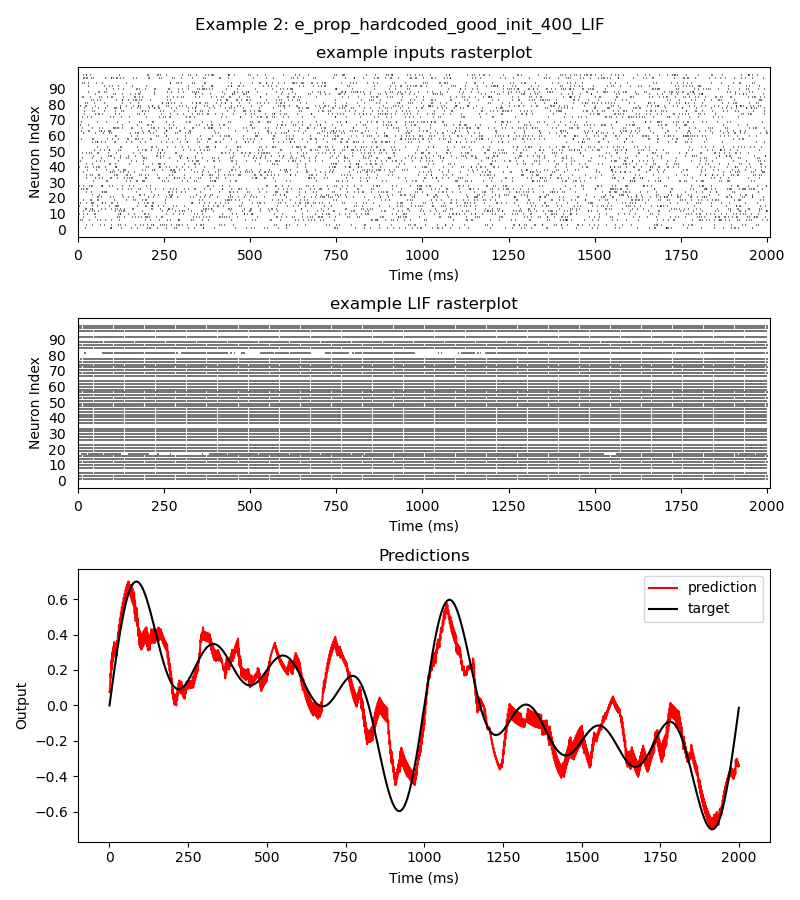 Example 2: e_prop_hardcoded_good_init_400_LIF
example inputs rasterplot
Neuron Index
90
80
70
60
50
40
30
20
10
0
0 250 500 750 1000 1250 1500 1750 2000
Time (ms)
example LIF rasterplot
Neuron Index
90
80
70
60
50
40
30
20
10
0
0 250 500 750 1000 1250 1500 1750 2000
Time (ms)
Predictions
Output
0.6
0.4
0.2
0.0
−0.2
−0.4
−0.6
prediction
target
0 250 500 750 1000 1250 1500 1750 2000
Time (ms)